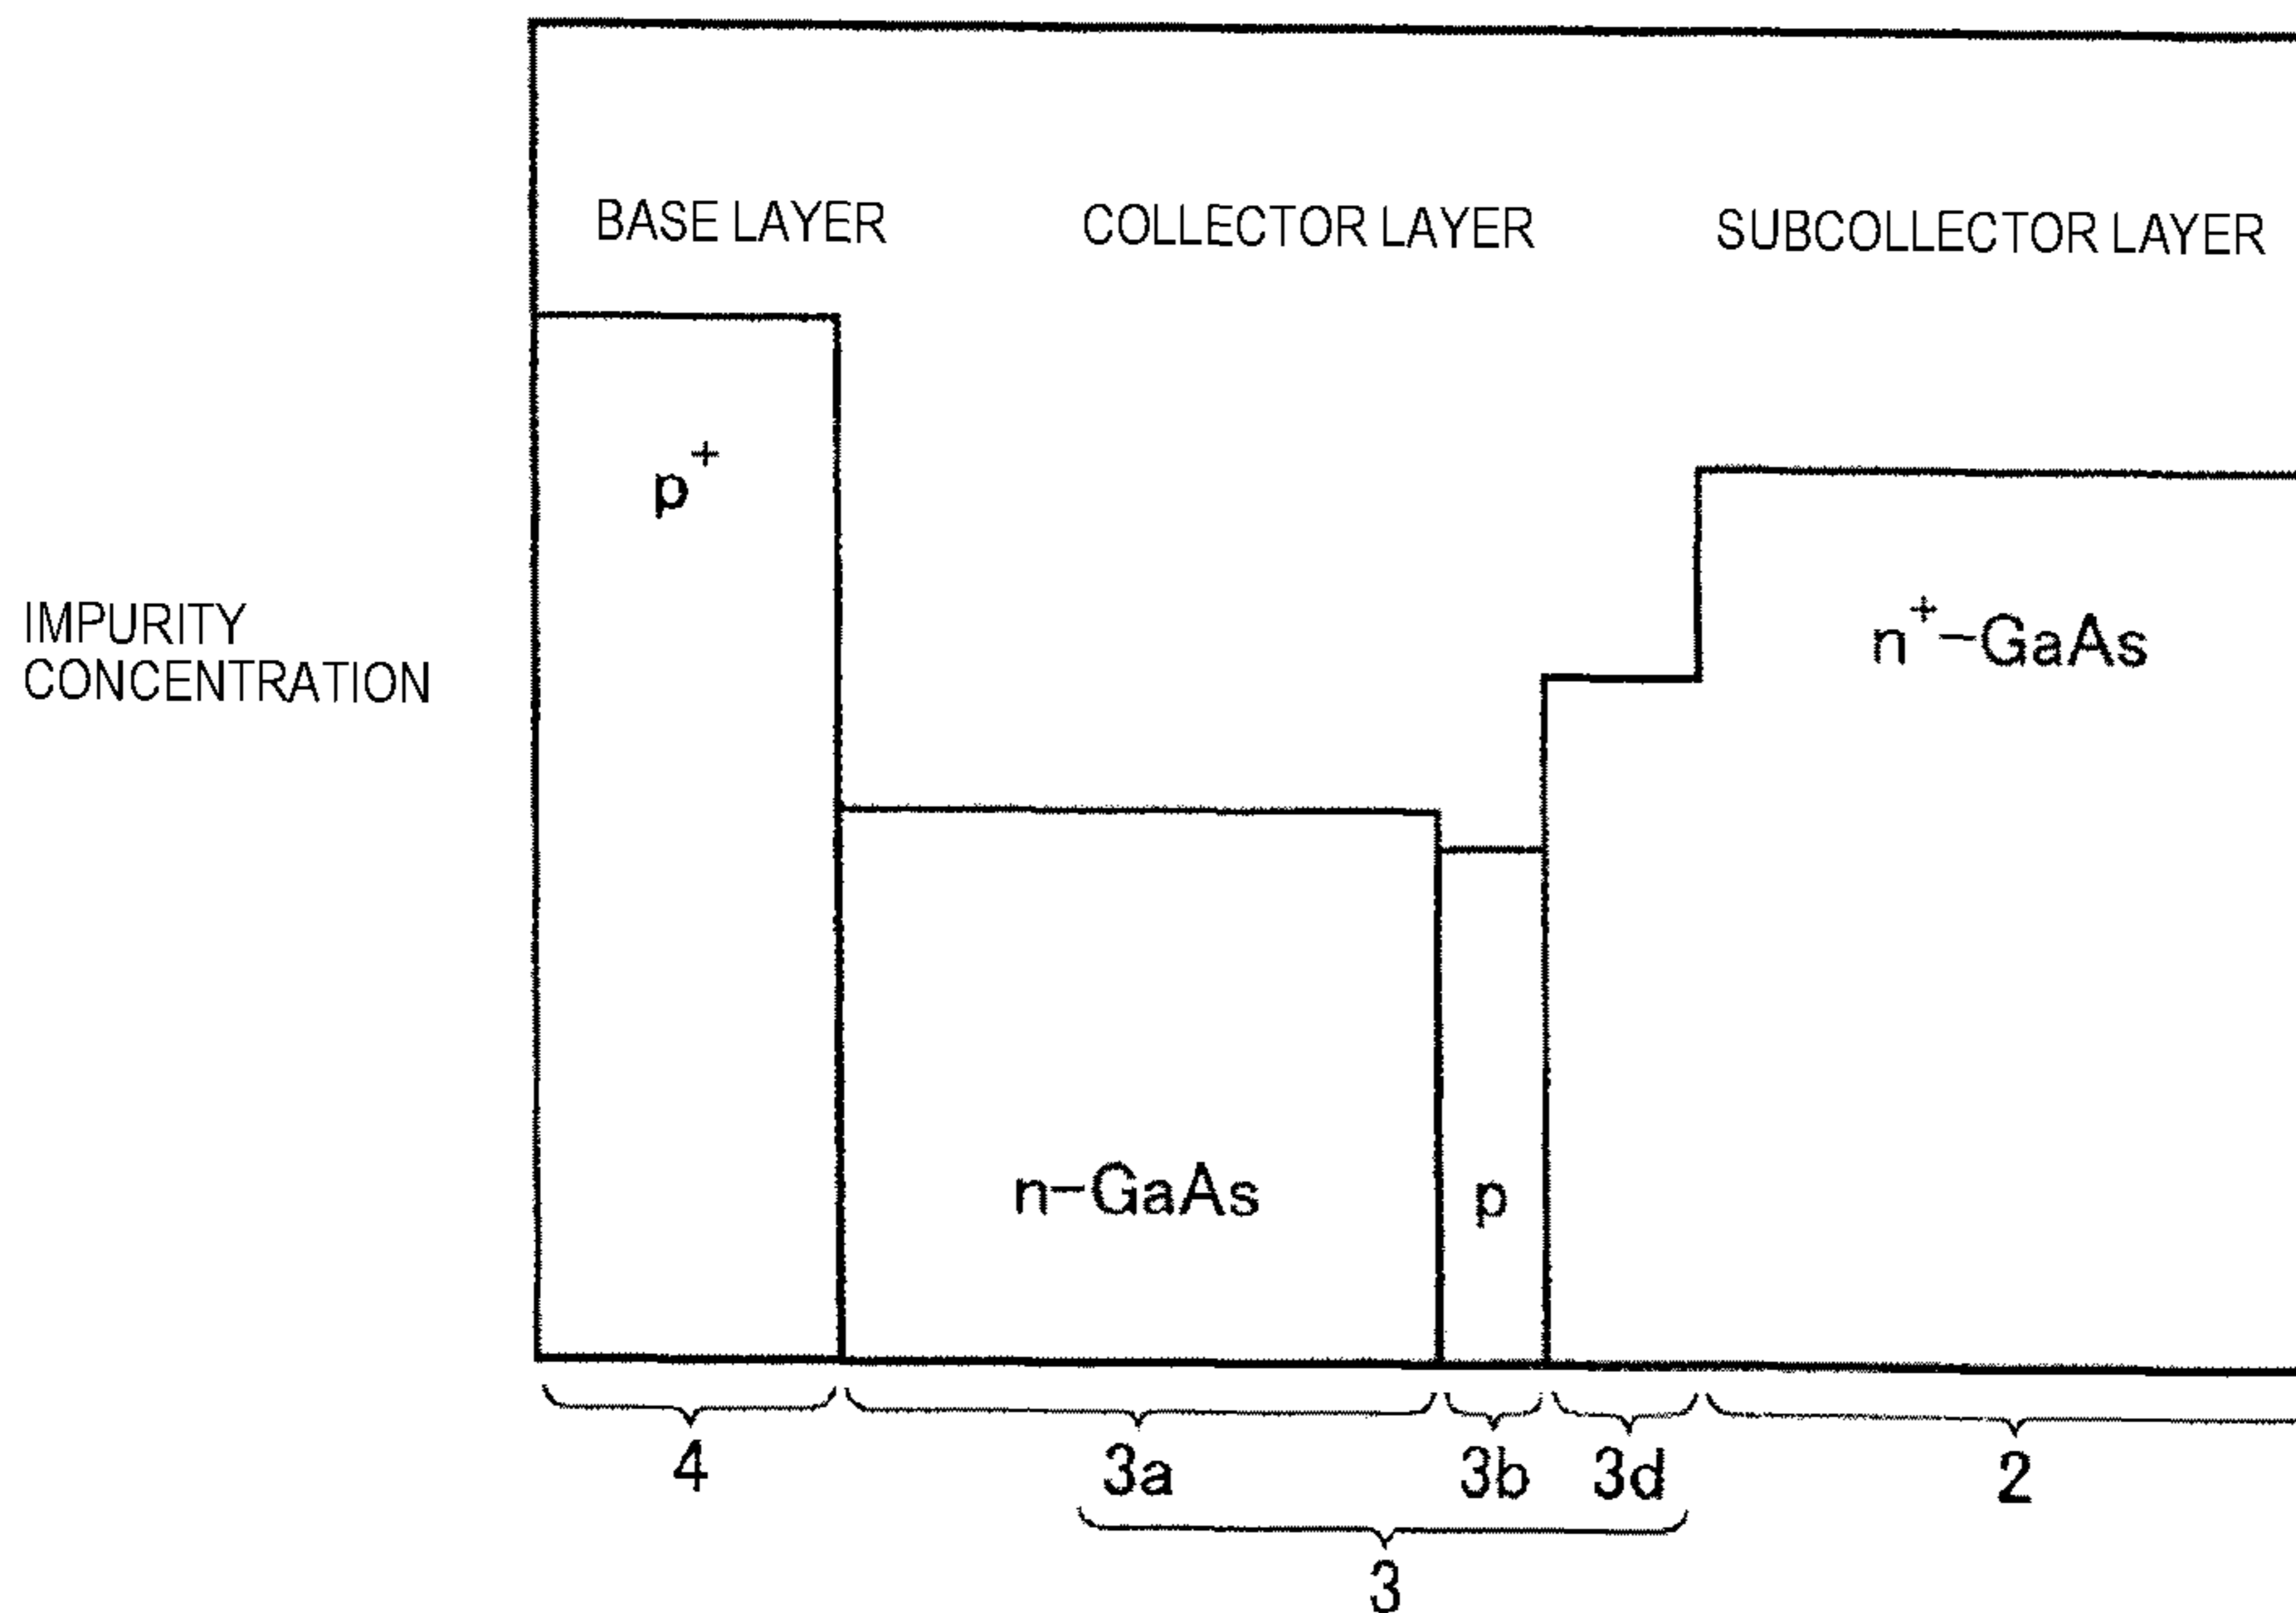 BASE LAYER
COLLECTOR LAYER
SUBCOLLECTOR LAYER
p⁺
IMPURITY
CONCENTRATION
n⁺-GaAs
n-GaAs
p
4
3a
3b
3d
2
3